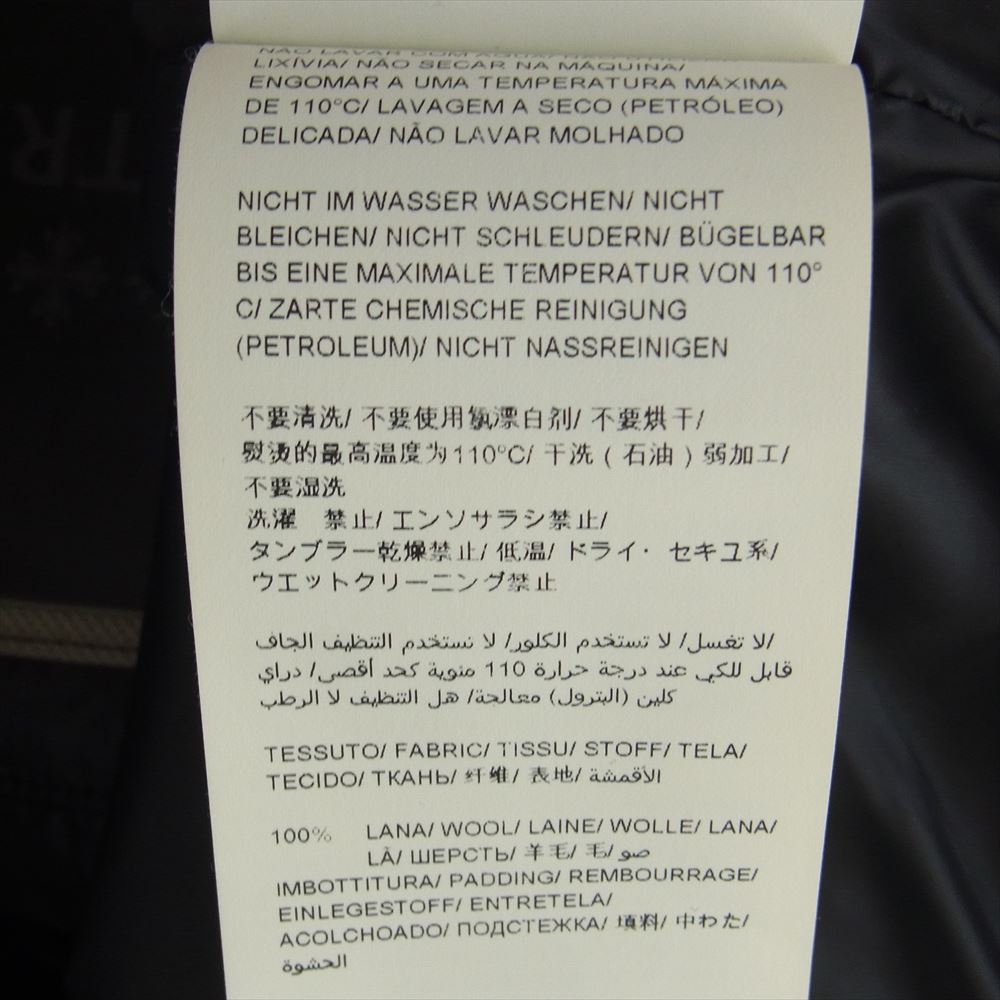 NÃO LAVAR COM
LIXÍVIA/ NÃO SECAR NA MÁQUINA/
ENGOMAR A UMA TEMPERATURA MÁXIMA
DE 110°C/ LAVAGEM A SECO (PETRÓLEO)
DELICADA/ NÃO LAVAR MOLHADO
NICHT IM WASSER WASCHEN/ NICHT
BLEICHEN/ NICHT SCHLEUDERN/ BÜGELBAR
BIS EINE MAXIMALE TEMPERATUR VON 110°
C/ ZARTE CHEMISCHE REINIGUNG
(PETROLEUM)/ NICHT NASSREINIGEN
不要清洗/ 不要使用氯漂白剂/ 不要烘干/
熨烫的最高温度为110°C/ 干洗 ( 石油 ) 弱加工/
不要湿洗
洗濯 禁止/ エンソサラシ禁止/
タンブラー乾燥禁止/ 低温/ ドライ・ セキユ系/
ウエットクリーニング禁止
/لا تغسل/ لا تستخدم الكلور/ لا تستخدم التنظيف الجاف
قابل للكي عند درجة حرارة 110 مئوية كحد أقصى/ دراي
كلين (البترول) معالجة/ هل التنظيف لا الرطب
TESSUTO/ FABRIC/ TISSU/ STOFF/ TELA/
TECIDO/ ТКАНЬ/ 纤维/ 表地/ الأقمشة
100% LANA/ WOOL/ LAINE/ WOLLE/ LANA/
LÃ/ ШЕРСТЬ/ 羊毛/ 毛/ صو
IMBOTTITURA/ PADDING/ REMBOURRAGE/
EINLEGESTOFF/ ENTRETELA/
ACOLCHOADO/ ПОДСТЕЖКА/ 填料/ 中わた/
الحشوة
TR